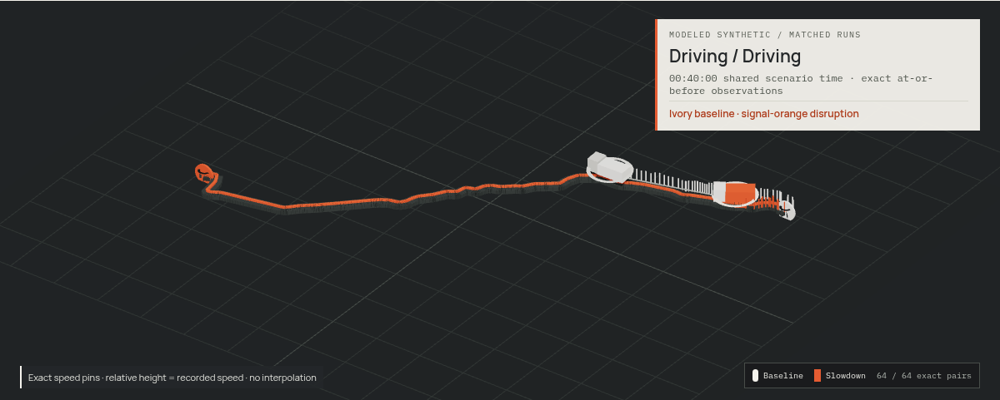 MODELED SYNTHETIC / MATCHED RUNS
Driving / Driving
00:40:00 shared scenario time · exact at-or-
before observations
Ivory baseline · signal-orange disruption
Exact speed pins · relative height = recorded speed · no interpolation
Baseline Slowdown 64 / 64 exact pairs